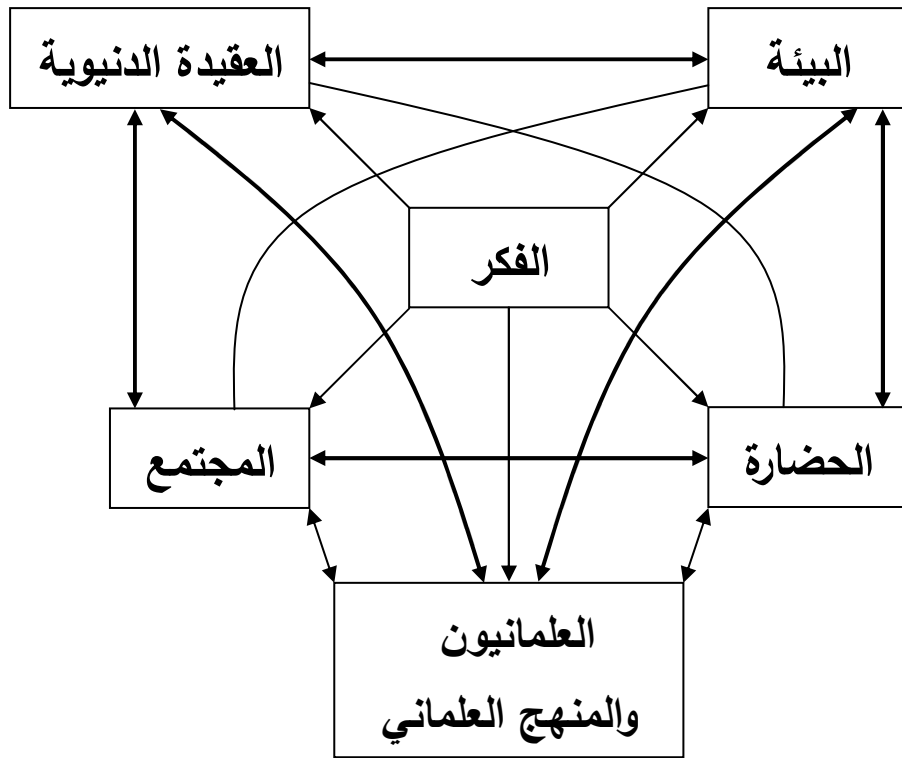 البيئة
العقيدة الدنيوية
الفكر
الحضارة
المجتمع
العلمانيون
والمنهج العلماني